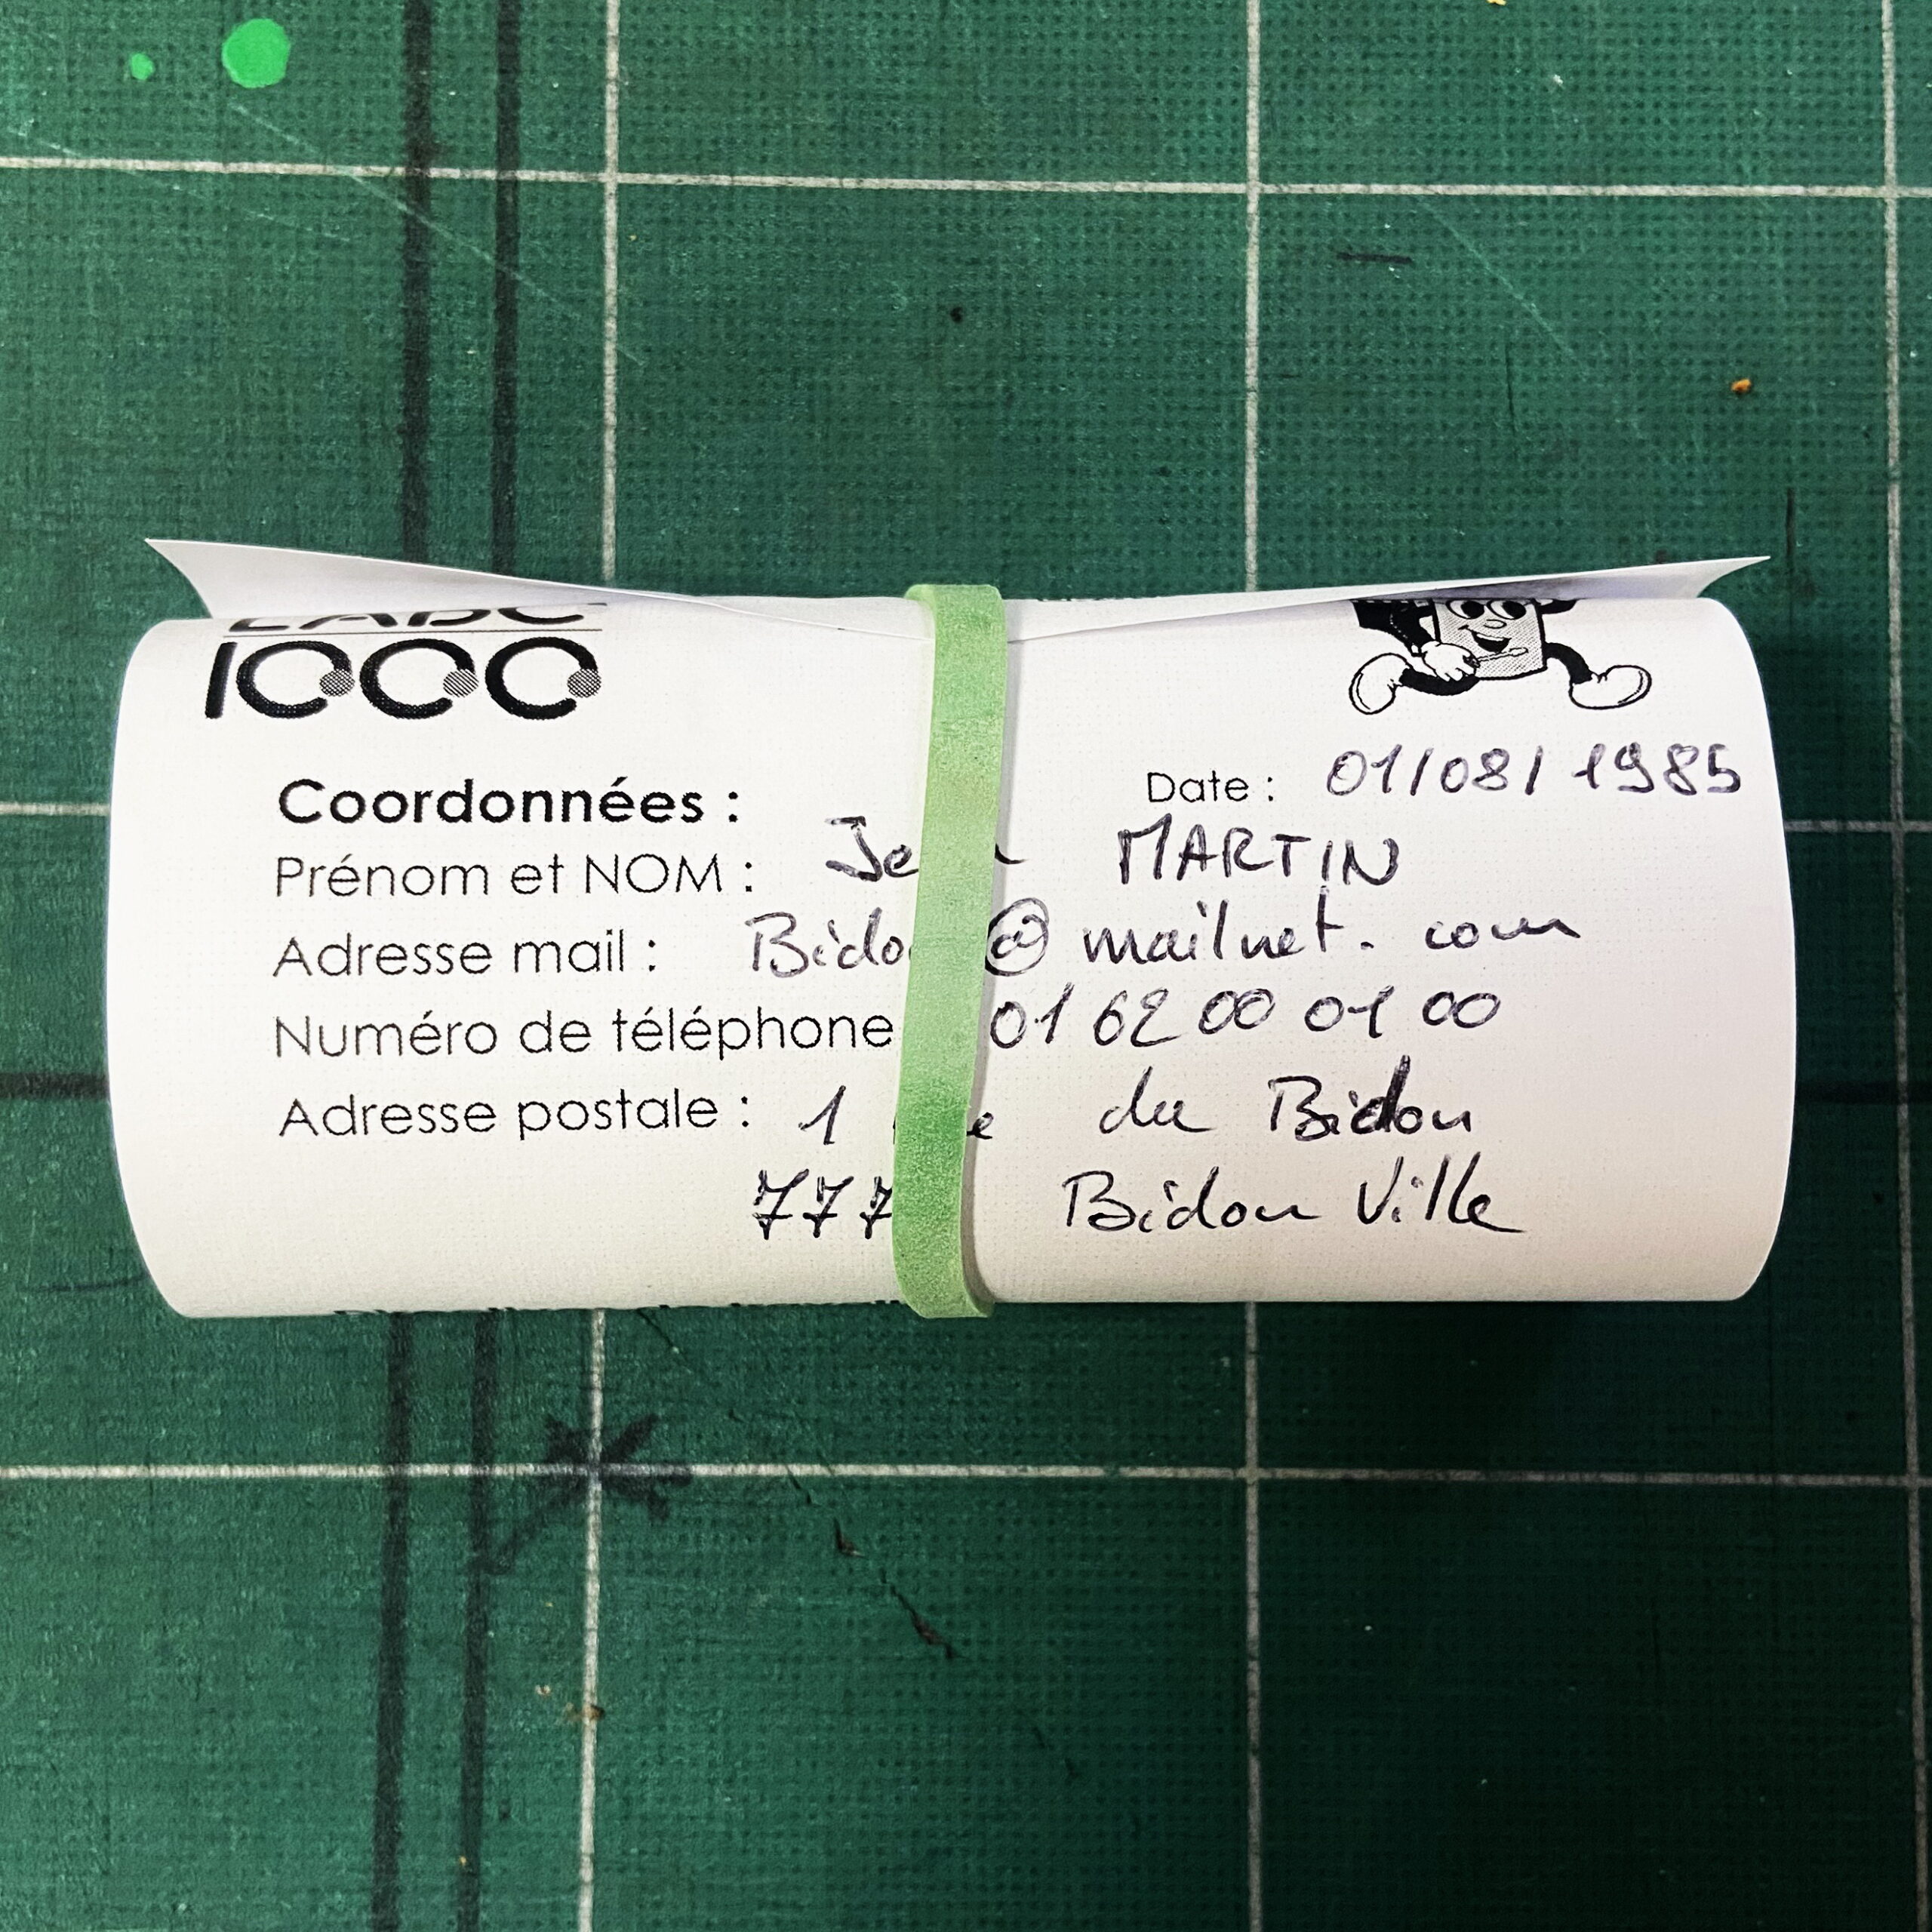 1000
Coordonnées :
Date : 01/08/1985
Prénom et NOM : MARTIN
Adresse mail : @mailnet.com
Numéro de téléphone 01 62 00 01 00
Adresse postale : 1 du Bidon
Bidon Ville